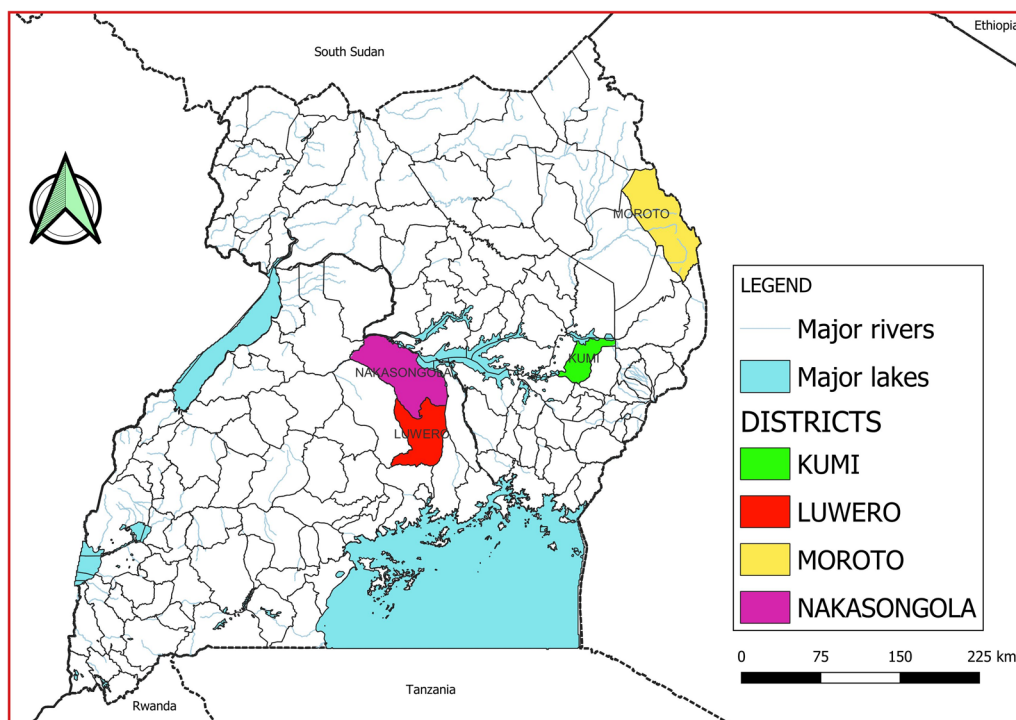 Ethiopia
South Sudan
MOROTO
KUMI
NAKASONGOLA
LUWERO
LEGEND
Major rivers
Major lakes
DISTRICTS
KUMI
LUWERO
MOROTO
NAKASONGOLA
0 75 150 225 km
Tanzania
Rwanda